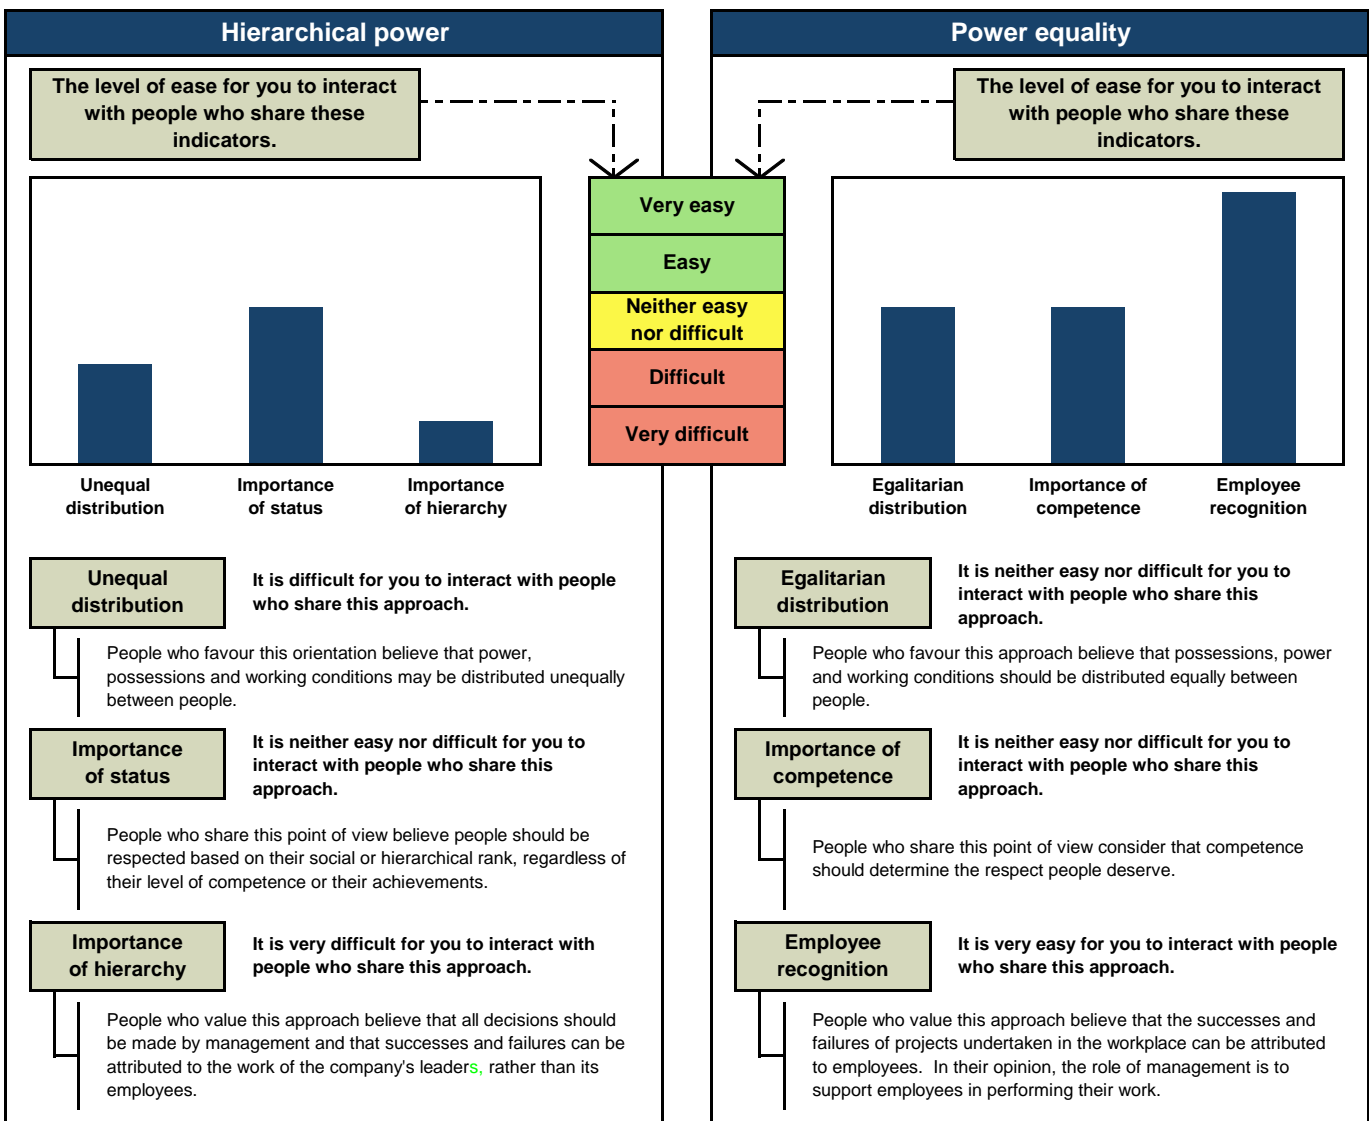 Hierarchical power
The level of ease for you to interact
with people who share these
indicators.
Unequal
distribution
Importance
of status
Importance
of hierarchy
Very easy
Easy
Neither easy
nor difficult
Difficult
Very difficult
Power equality
The level of ease for you to interact
with people who share these
indicators.
Egalitarian
distribution
Importance of
competence
Employee
recognition
Unequal
distribution
It is difficult for you to interact with people
who share this approach.
People who favour this orientation believe that power,
possessions and working conditions may be distributed unequally
between people.
Importance
of status
It is neither easy nor difficult for you to
interact with people who share this
approach.
People who share this point of view believe people should be
respected based on their social or hierarchical rank, regardless of
their level of competence or their achievements.
Importance
of hierarchy
It is very difficult for you to interact with
people who share this approach.
People who value this approach believe that all decisions should
be made by management and that successes and failures can be
attributed to the work of the company's leaders, rather than its
employees.
Egalitarian
distribution
It is neither easy nor difficult for you to
interact with people who share this
approach.
People who favour this approach believe that possessions, power
and working conditions should be distributed equally between
people.
Importance of
competence
It is neither easy nor difficult for you to
interact with people who share this
approach.
People who share this point of view consider that competence
should determine the respect people deserve.
Employee
recognition
It is very easy for you to interact with people
who share this approach.
People who value this approach believe that the successes and
failures of projects undertaken in the workplace can be attributed
to employees.  In their opinion, the role of management is to
support employees in performing their work.